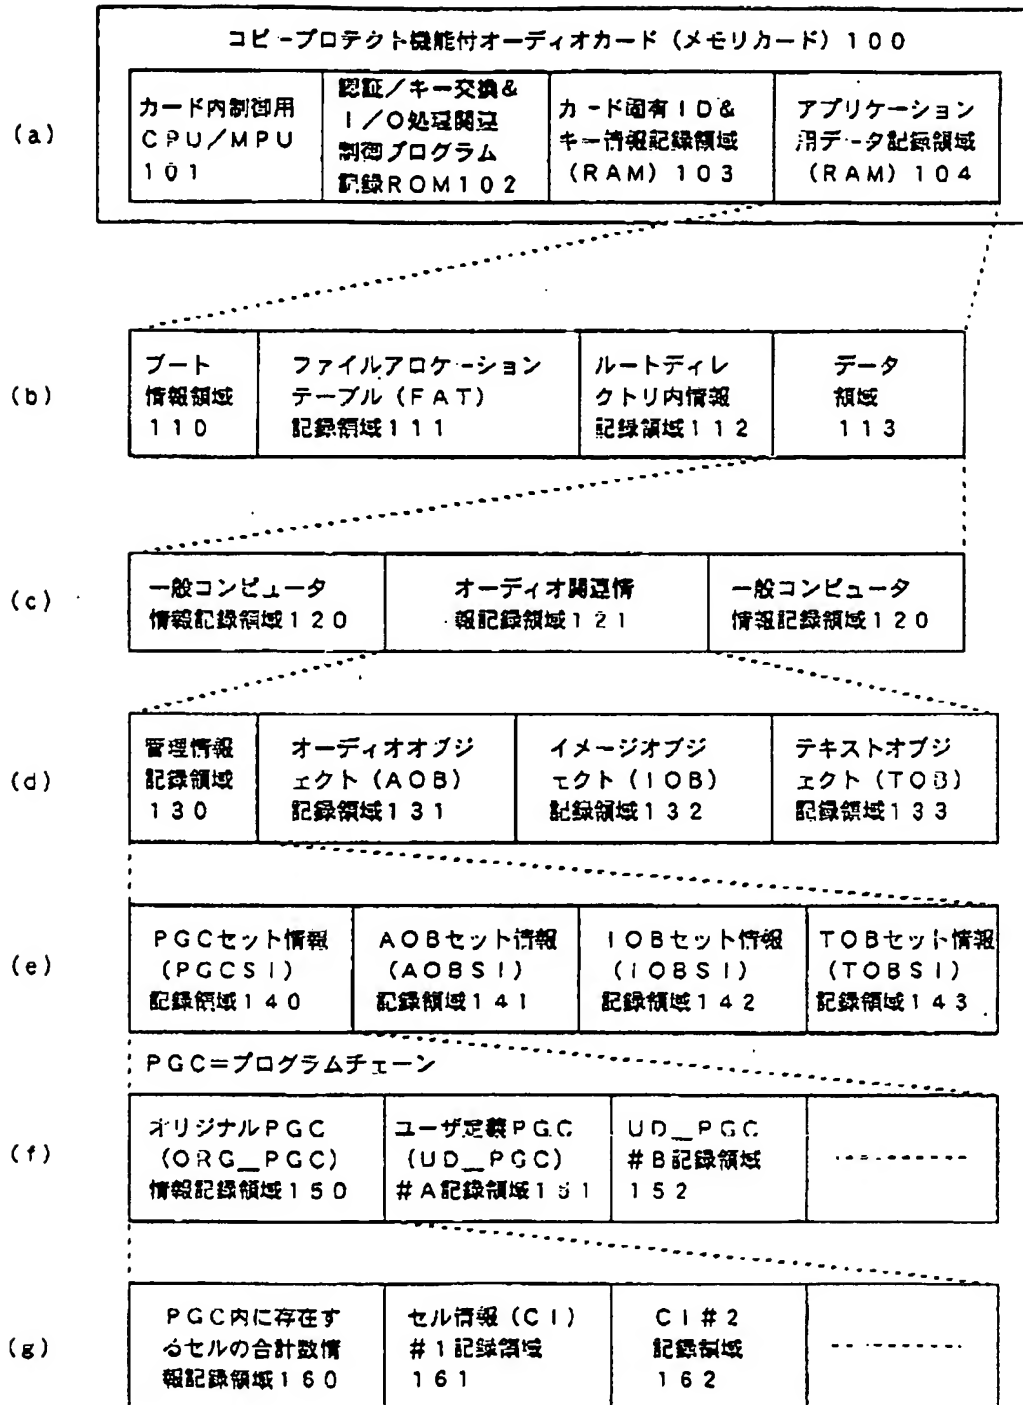 コピープロテクト機能付オーディオカード（メモリカード）１００
(a)
カード内制御用
ＣＰＵ／ＭＰＵ
１０１
認証／キー交換＆
Ｉ／Ｏ処理関連
制御プログラム
記録ＲＯＭ１０２
カード固有ＩＤ＆
キー情報記録領域
（ＲＡＭ）１０３
アプリケーション
用データ記録領域
（ＲＡＭ）１０４
(b)
ブート
情報領域
１１０
ファイルアロケーション
テーブル（ＦＡＴ）
記録領域１１１
ルートディレ
クトリ内情報
記録領域１１２
データ
領域
１１３
(c)
一般コンピュータ
情報記録領域１２０
オーディオ関連情
報記録領域１２１
一般コンピュータ
情報記録領域１２０
(d)
管理情報
記録領域
１３０
オーディオオブジ
ェクト（ＡＯＢ）
記録領域１３１
イメージオブジ
ェクト（ＩＯＢ）
記録領域１３２
テキストオブジ
ェクト（ＴＯＢ）
記録領域１３３
(e)
ＰＧＣセット情報
（ＰＧＣＳＩ）
記録領域１４０
ＡＯＢセット情報
（ＡＯＢＳＩ）
記録領域１４１
ＩＯＢセット情報
（ＩＯＢＳＩ）
記録領域１４２
ＴＯＢセット情報
（ＴＯＢＳＩ）
記録領域１４３
ＰＧＣ＝プログラムチェーン
(f)
オリジナルＰＧＣ
（ＯＲＧ＿ＰＧＣ）
情報記録領域１５０
ユーザ定義ＰＧＣ
（ＵＤ＿ＰＧＣ）
＃Ａ記録領域１５１
ＵＤ＿ＰＧＣ
＃Ｂ記録領域
１５２
(g)
ＰＧＣ内に存在す
るセルの合計数情
報記録領域１６０
セル情報（ＣＩ）
＃１記録領域
１６１
ＣＩ＃２
記録領域
１６２